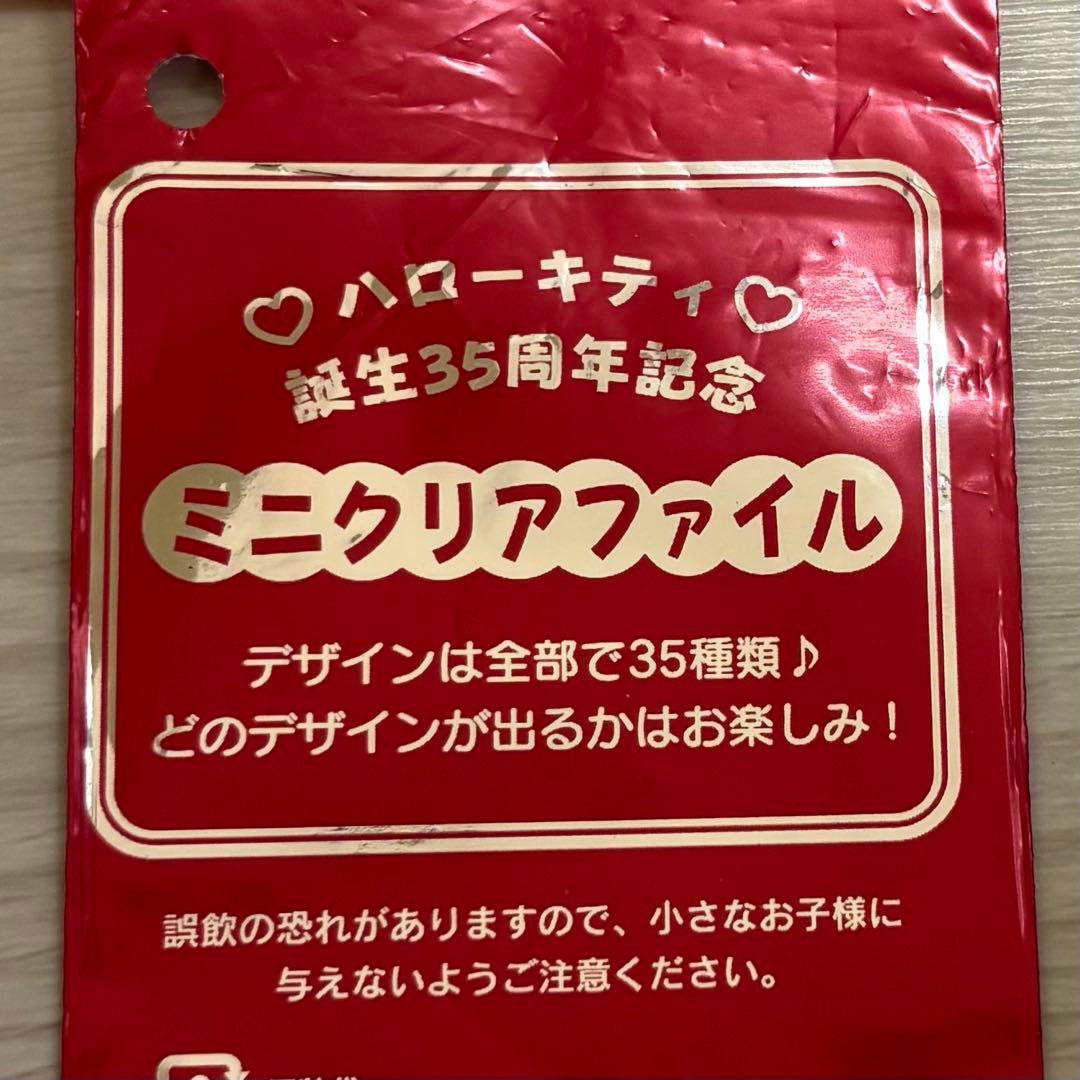 ♡ ハローキティ ♡
誕生35周年記念
ミニクリアファイル
デザインは全部で35種類♪
どのデザインが出るかはお楽しみ！
誤飲の恐れがありますので、小さなお子様に
与えないようご注意ください。